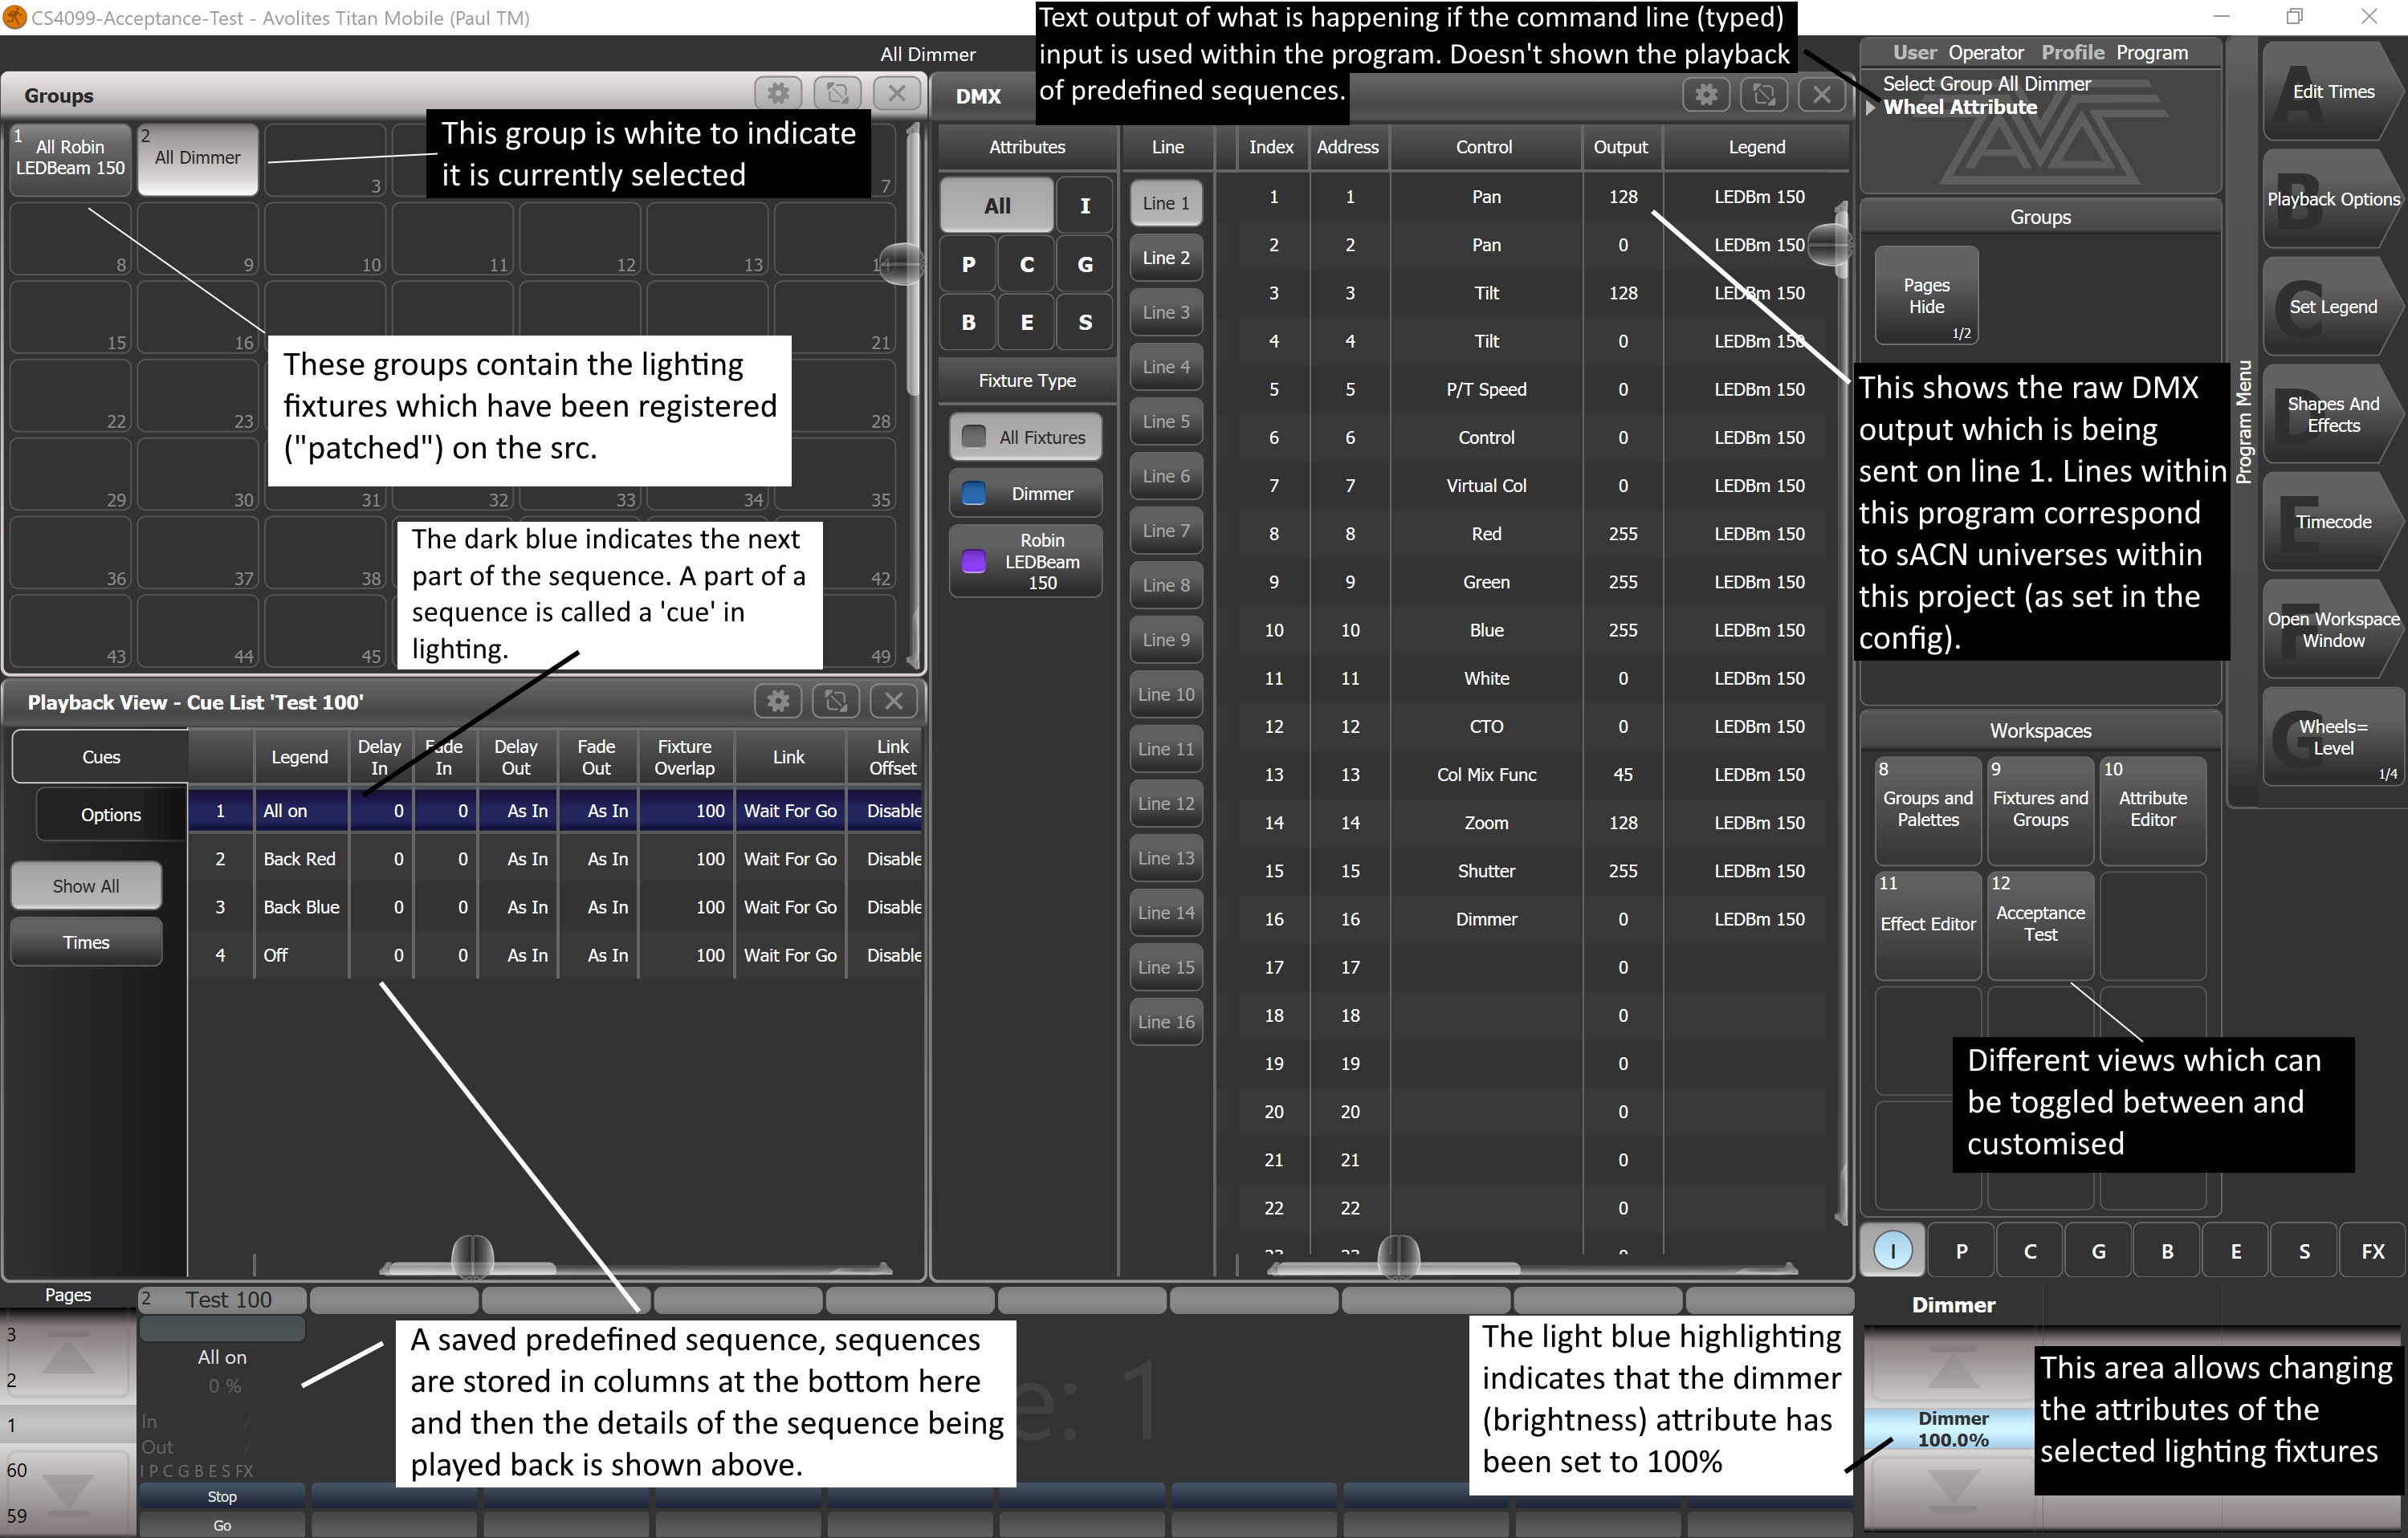 CS4099-Acceptance-Test - Avolites Titan Mobile (Paul TM)
All Dimmer
Text output of what is happening if the command line (typed)
input is used within the program. Doesn't shown the playback
of predefined sequences.
User Operator Profile Program
Select Group All Dimmer
Wheel Attribute
Groups
1 All Robin
LEDBeam 150
2 All Dimmer
3
7
8 9 10 11 12 13 14
15 16 21
22 23 28
29 30 31 32 33 34 35
36 37 38 42
43 44 45 49
This group is white to indicate
it is currently selected
These groups contain the lighting
fixtures which have been registered
("patched") on the src.
The dark blue indicates the next
part of the sequence. A part of a
sequence is called a 'cue' in
lighting.
Playback View - Cue List 'Test 100'
Cues
Options
Show All
Times
Legend Delay In Fade In Delay Out Fade Out Fixture Overlap Link Link Offset
1 All on 0 0 As In As In 100 Wait For Go Disable
2 Back Red 0 0 As In As In 100 Wait For Go Disable
3 Back Blue 0 0 As In As In 100 Wait For Go Disable
4 Off 0 0 As In As In 100 Wait For Go Disable
DMX
Attributes
All I
P C G
B E S
Fixture Type
All Fixtures
Dimmer
Robin
LEDBeam
150
Line
Line 1
Line 2
Line 3
Line 4
Line 5
Line 6
Line 7
Line 8
Line 9
Line 10
Line 11
Line 12
Line 13
Line 14
Line 15
Line 16
Index Address Control Output Legend
1 1 Pan 128 LEDBm 150
2 2 Pan 0 LEDBm 150
3 3 Tilt 128 LEDBm 150
4 4 Tilt 0 LEDBm 150
5 5 P/T Speed 0 LEDBm 150
6 6 Control 0 LEDBm 150
7 7 Virtual Col 0 LEDBm 150
8 8 Red 255 LEDBm 150
9 9 Green 255 LEDBm 150
10 10 Blue 255 LEDBm 150
11 11 White 0 LEDBm 150
12 12 CTO 0 LEDBm 150
13 13 Col Mix Func 45 LEDBm 150
14 14 Zoom 128 LEDBm 150
15 15 Shutter 255 LEDBm 150
16 16 Dimmer 0 LEDBm 150
17 17 0
18 18 0
19 19 0
20 20 0
21 21 0
22 22 0
Groups
Pages
Hide
1/2
This shows the raw DMX
output which is being
sent on line 1. Lines within
this program correspond
to sACN universes within
this project (as set in the
config).
Workspaces
8 Groups and
Palettes
9 Fixtures and
Groups
10 Attribute
Editor
11 Effect Editor
12 Acceptance
Test
Different views which can
be toggled between and
customised
Program Menu
A Edit Times
B Playback Options
C Set Legend
D Shapes And
Effects
E Timecode
F Open Workspace
Window
G Wheels=
Level
1/4
I P C G B E S FX
Pages
3
2
1
60
59
2 Test 100
All on
0 %
In /
Out /
I P C G B E S FX
Stop
Go
e: 1
A saved predefined sequence, sequences
are stored in columns at the bottom here
and then the details of the sequence being
played back is shown above.
The light blue highlighting
indicates that the dimmer
(brightness) attribute has
been set to 100%
Dimmer
Dimmer
100.0%
This area allows changing
the attributes of the
selected lighting fixtures